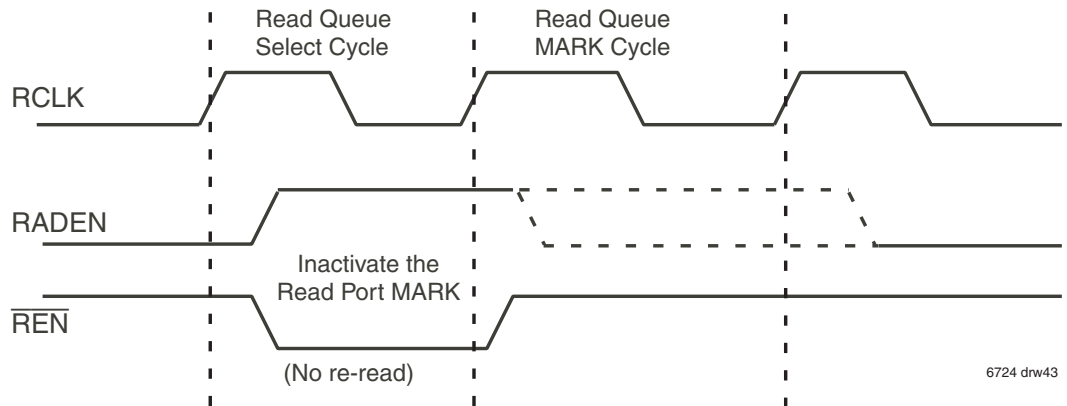 Read Queue
Select Cycle
Read Queue
MARK Cycle
RCLK
RADEN
Inactivate the
Read Port MARK
REN
(No re-read)
6724 drw43